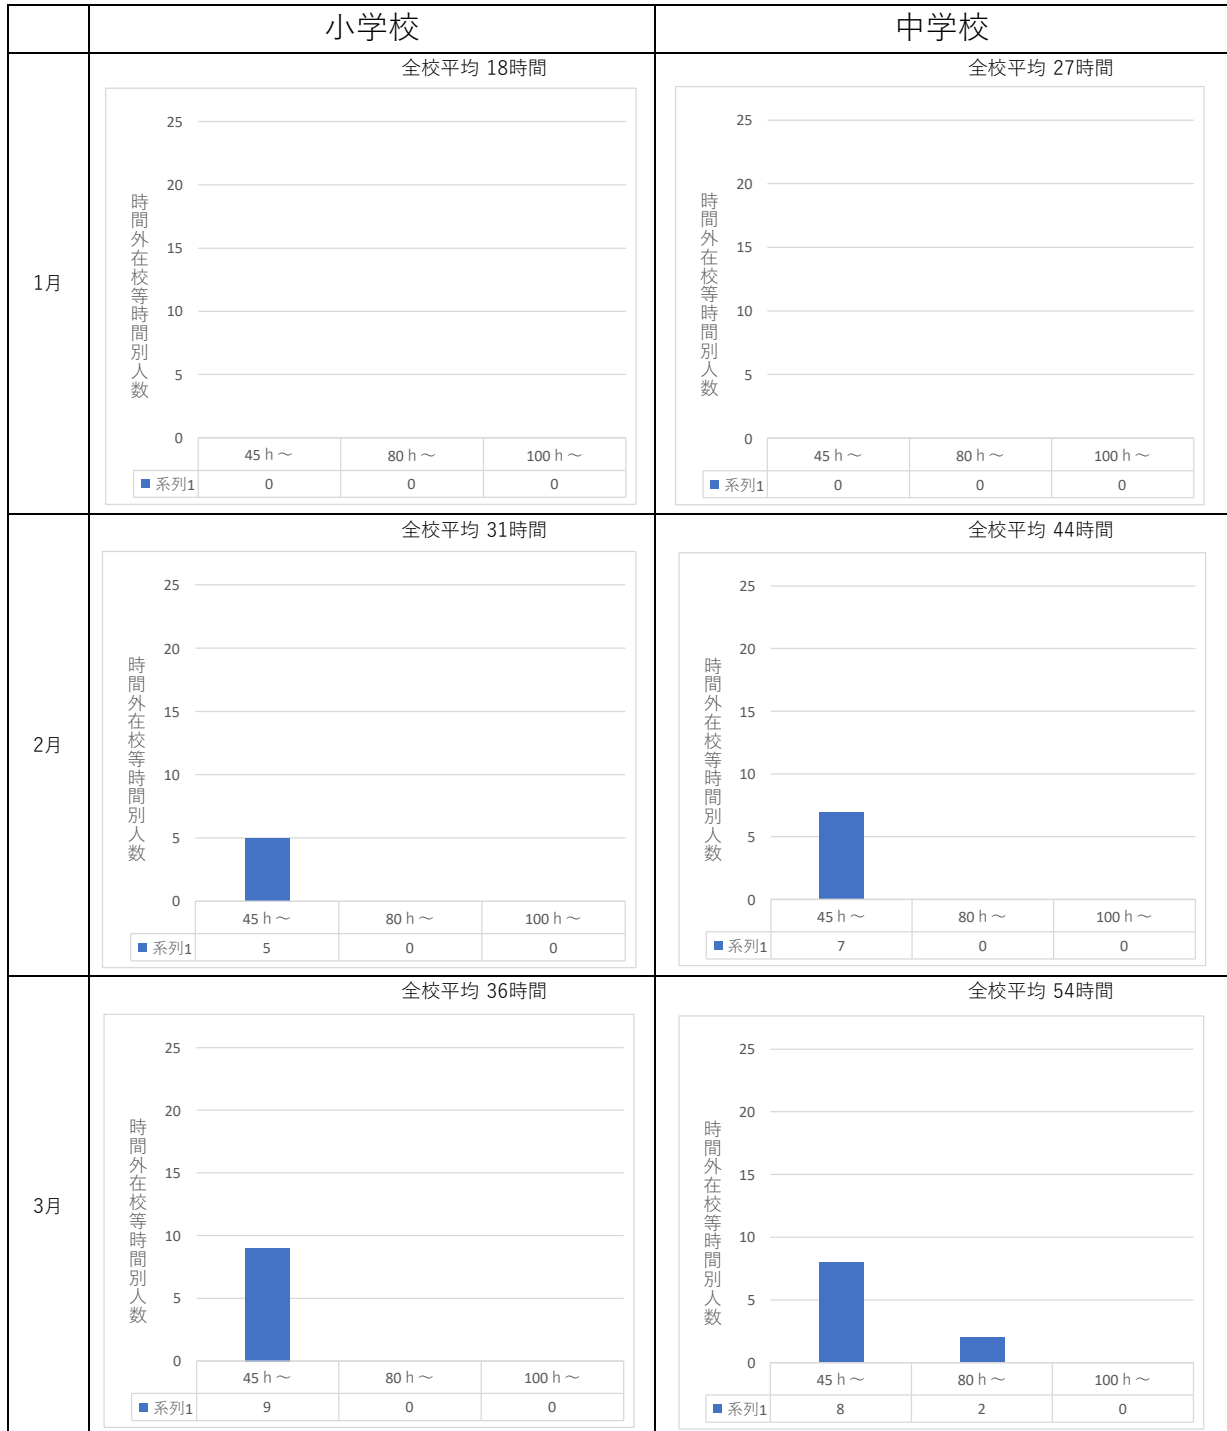 小学校
中学校
1月
全校平均 18時間
25
20
15
10
5
0
時間外在校等時間別人数
45ｈ～ 80ｈ～ 100ｈ～
系列1 0 0 0
全校平均 27時間
25
20
15
10
5
0
時間外在校等時間別人数
45ｈ～ 80ｈ～ 100ｈ～
系列1 0 0 0
2月
全校平均 31時間
25
20
15
10
5
0
時間外在校等時間別人数
45ｈ～ 80ｈ～ 100ｈ～
系列1 5 0 0
全校平均 44時間
25
20
15
10
5
0
時間外在校等時間別人数
45ｈ～ 80ｈ～ 100ｈ～
系列1 7 0 0
3月
全校平均 36時間
25
20
15
10
5
0
時間外在校等時間別人数
45ｈ～ 80ｈ～ 100ｈ～
系列1 9 0 0
全校平均 54時間
25
20
15
10
5
0
時間外在校等時間別人数
45ｈ～ 80ｈ～ 100ｈ～
系列1 8 2 0